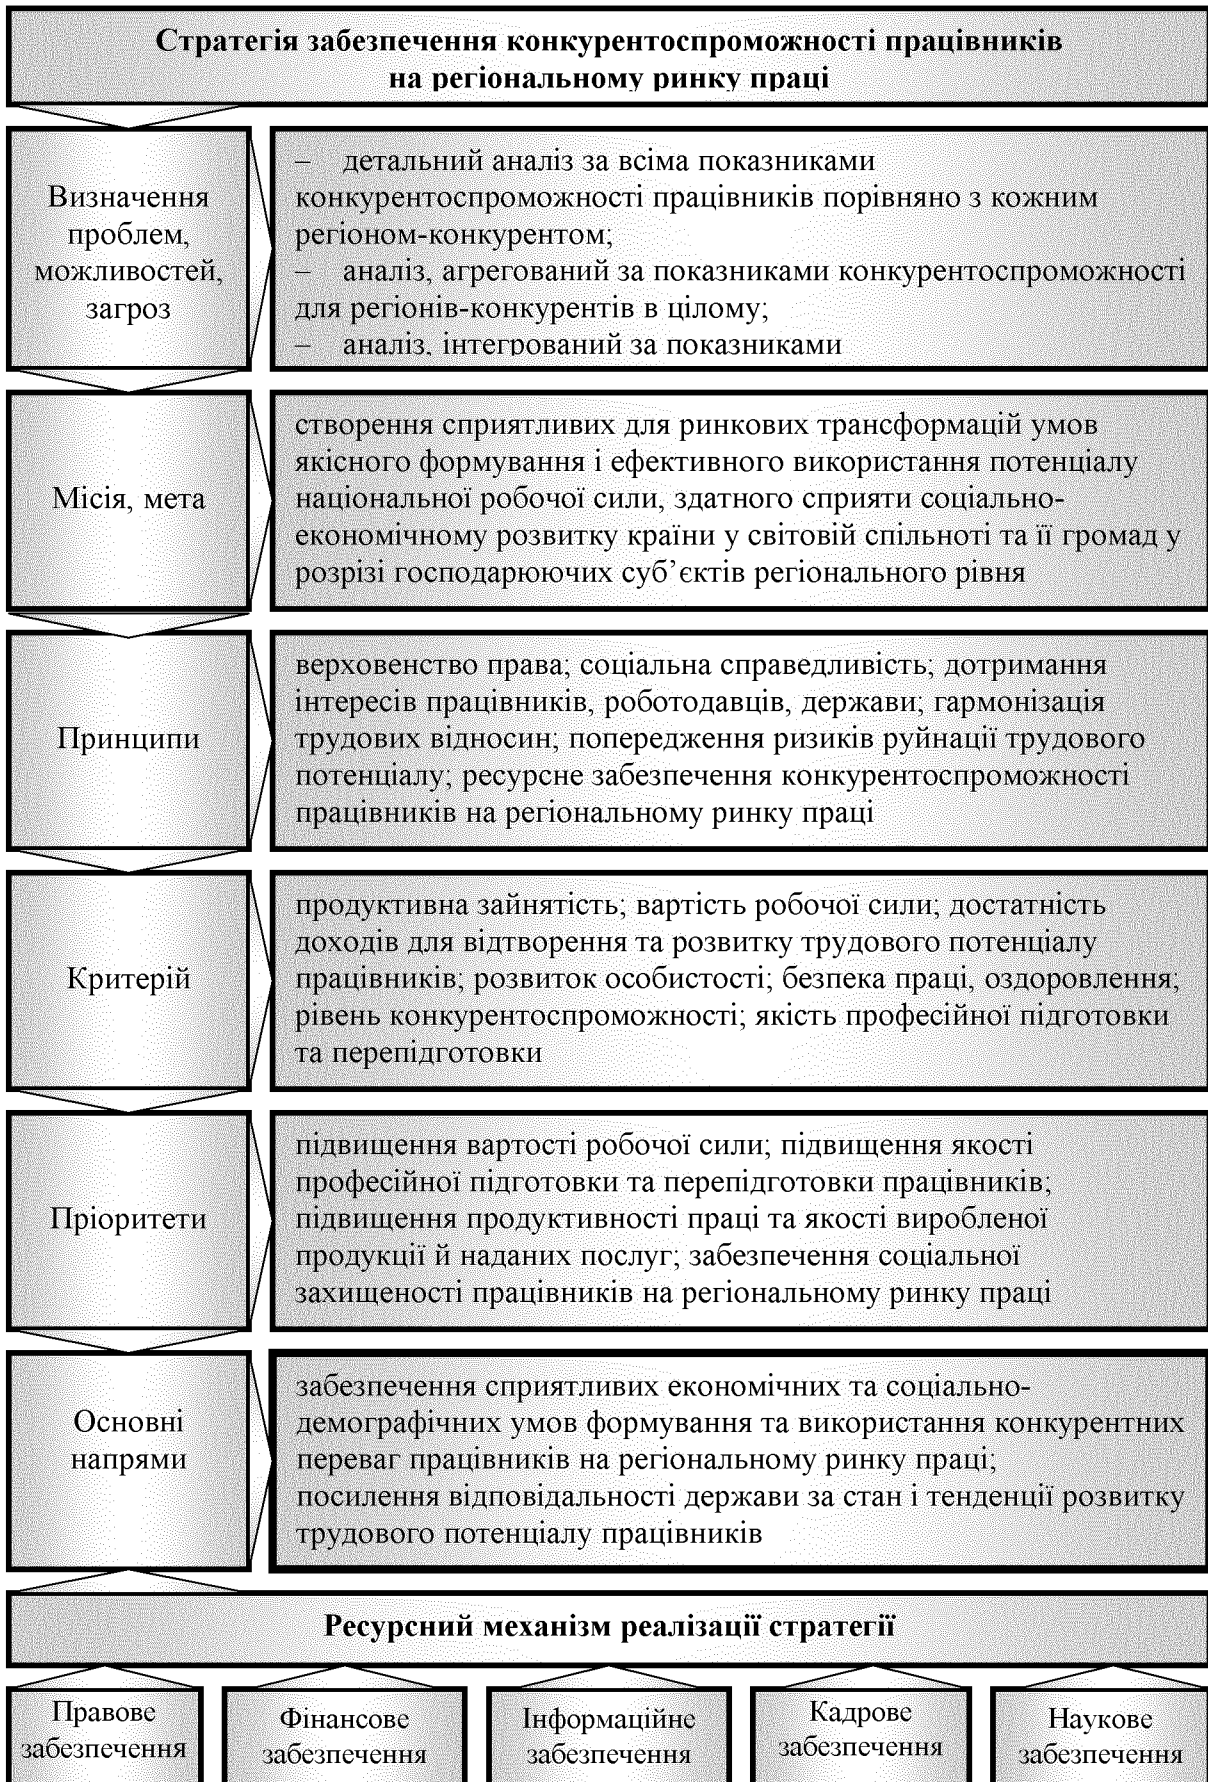 Стратегія забезпечення конкурентоспроможності працівників
на регіональному ринку праці
Визначення
проблем,
можливостей,
загроз
– детальний аналіз за всіма показниками
конкурентоспроможності працівників порівняно з кожним
регіоном-конкурентом;
– аналіз, агрегований за показниками конкурентоспроможності
для регіонів-конкурентів в цілому;
– аналіз, інтегрований за показниками
Місія, мета
створення сприятливих для ринкових трансформацій умов
якісного формування і ефективного використання потенціалу
національної робочої сили, здатного сприяти соціально-
економічному розвитку країни у світовій спільноті та її громад у
розрізі господарюючих суб’єктів регіонального рівня
Принципи
верховенство права; соціальна справедливість; дотримання
інтересів працівників, роботодавців, держави; гармонізація
трудових відносин; попередження ризиків руйнації трудового
потенціалу; ресурсне забезпечення конкурентоспроможності
працівників на регіональному ринку праці
Критерій
продуктивна зайнятість; вартість робочої сили; достатність
доходів для відтворення та розвитку трудового потенціалу
працівників; розвиток особистості; безпека праці, оздоровлення;
рівень конкурентоспроможності; якість професійної підготовки
та перепідготовки
Пріоритети
підвищення вартості робочої сили; підвищення якості
професійної підготовки та перепідготовки працівників;
підвищення продуктивності праці та якості виробленої
продукції й наданих послуг; забезпечення соціальної
захищеності працівників на регіональному ринку праці
Основні
напрями
забезпечення сприятливих економічних та соціально-
демографічних умов формування та використання конкурентних
переваг працівників на регіональному ринку праці;
посилення відповідальності держави за стан і тенденції розвитку
трудового потенціалу працівників
Ресурсний механізм реалізації стратегії
Правове
забезпечення
Фінансове
забезпечення
Інформаційне
забезпечення
Кадрове
забезпечення
Наукове
забезпечення